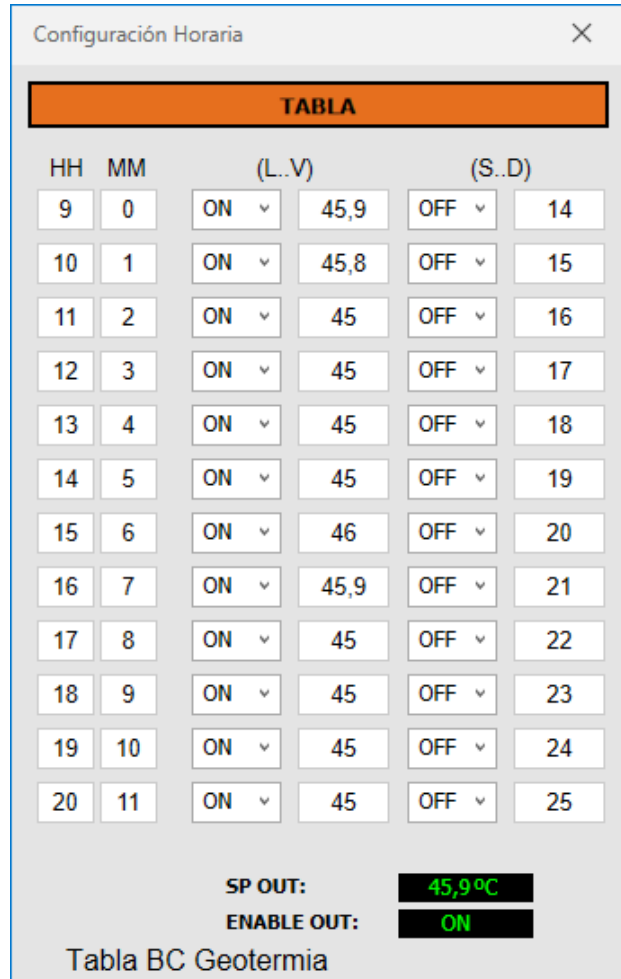 Configuración Horaria
TABLA
HH MM (L..V) (S..D)
9 0 ON 45,9 OFF 14
10 1 ON 45,8 OFF 15
11 2 ON 45 OFF 16
12 3 ON 45 OFF 17
13 4 ON 45 OFF 18
14 5 ON 45 OFF 19
15 6 ON 46 OFF 20
16 7 ON 45,9 OFF 21
17 8 ON 45 OFF 22
18 9 ON 45 OFF 23
19 10 ON 45 OFF 24
20 11 ON 45 OFF 25
SP OUT: 45,9ºC
ENABLE OUT: ON
Tabla BC Geotermia